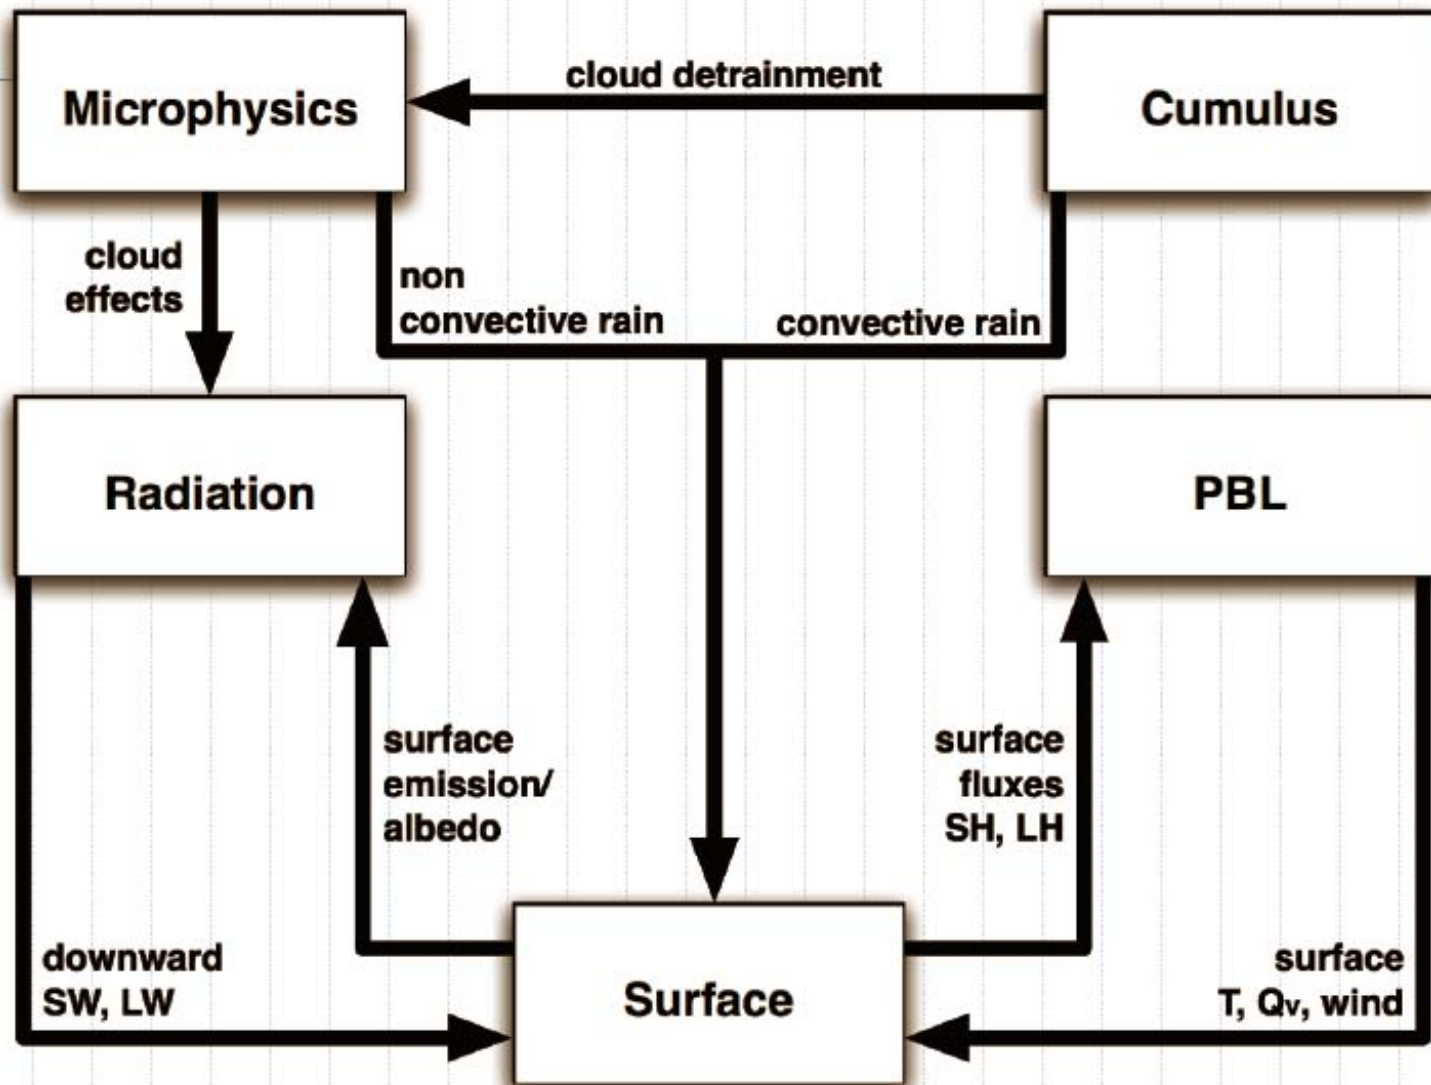 Microphysics
cloud detrainment
Cumulus
cloud
effects
non
convective rain
convective rain
Radiation
PBL
surface
emission/
albedo
surface
fluxes
SH, LH
downward
SW, LW
Surface
surface
T, Qv, wind